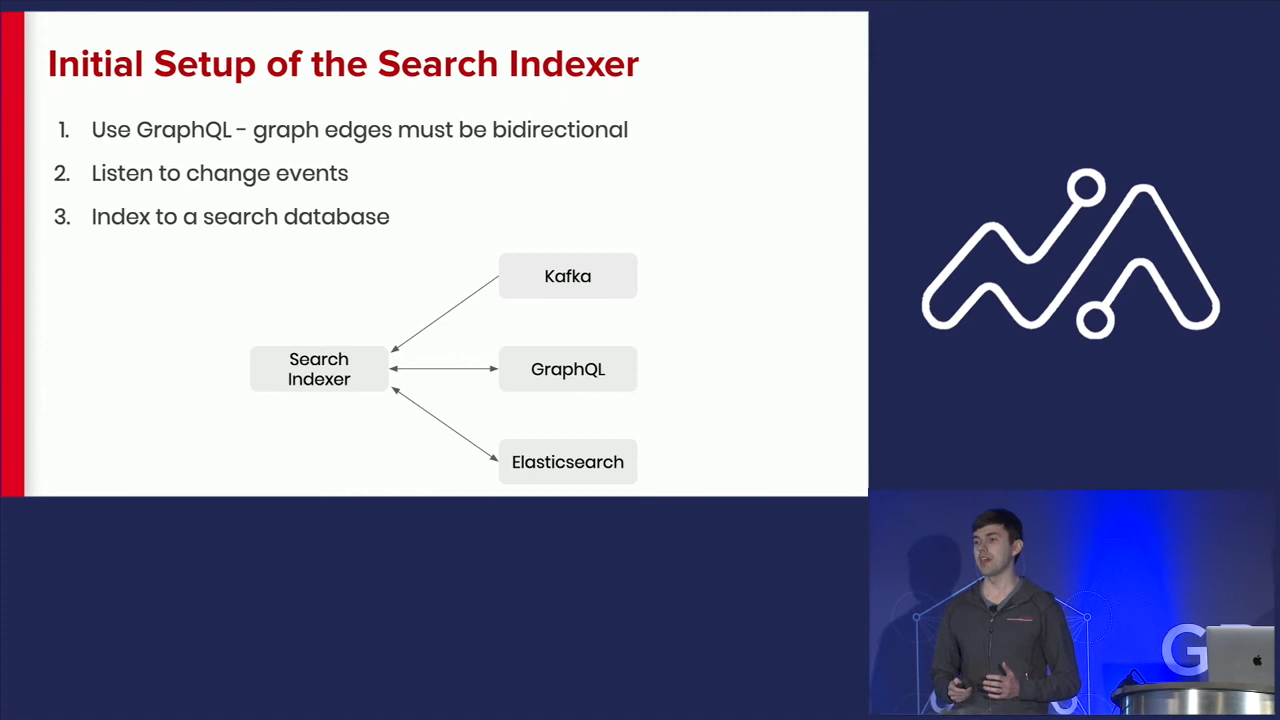 Initial Setup of the Search Indexer
1. Use GraphQL - graph edges must be bidirectional
2. Listen to change events
3. Index to a search database
Kafka
Search
Indexer
GraphQL
Elasticsearch
G